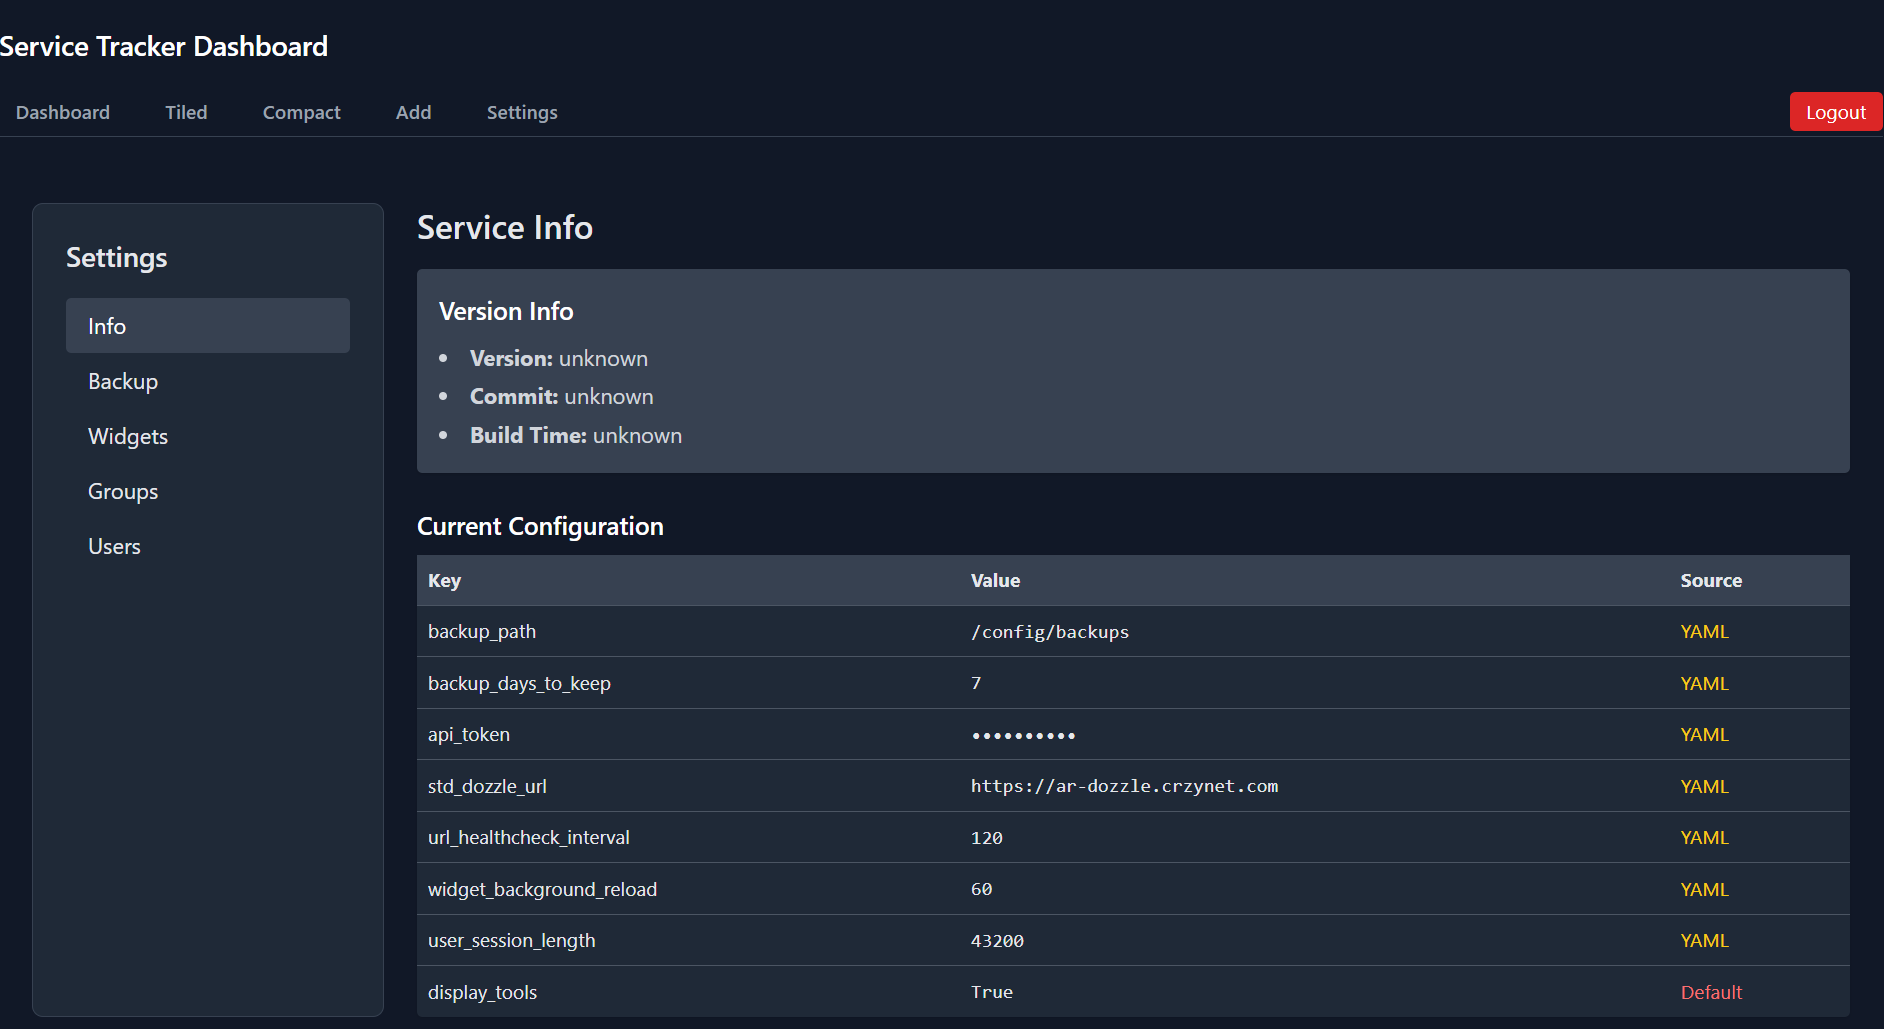 Service Tracker Dashboard
Dashboard Tiled Compact Add Settings Logout
Settings
Info
Backup
Widgets
Groups
Users
Service Info
Version Info
• Version: unknown
• Commit: unknown
• Build Time: unknown
Current Configuration
Key Value Source
backup_path /config/backups YAML
backup_days_to_keep 7 YAML
api_token •••••••••• YAML
std_dozzle_url https://ar-dozzle.crzynet.com YAML
url_healthcheck_interval 120 YAML
widget_background_reload 60 YAML
user_session_length 43200 YAML
display_tools True Default